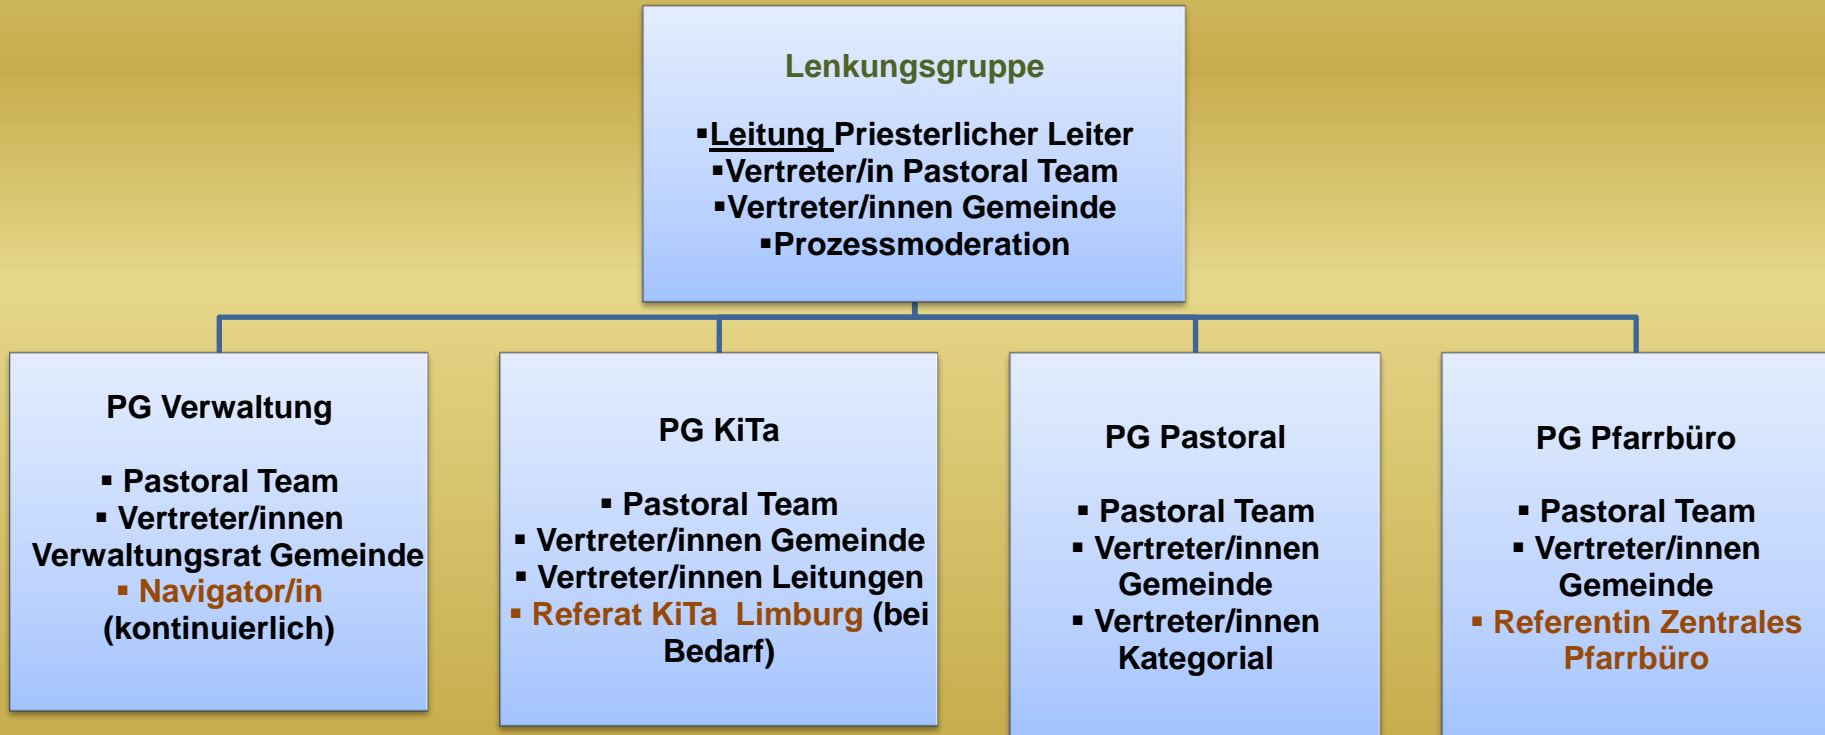 Lenkungsgruppe
▪Leitung Priesterlicher Leiter
▪Vertreter/in Pastoral Team
▪Vertreter/innen Gemeinde
▪Prozessmoderation
PG Verwaltung
▪ Pastoral Team
▪ Vertreter/innen
Verwaltungsrat Gemeinde
▪ Navigator/in
(kontinuierlich)
PG KiTa
▪ Pastoral Team
▪ Vertreter/innen Gemeinde
▪ Vertreter/innen Leitungen
▪ Referat KiTa Limburg (bei
Bedarf)
PG Pastoral
▪ Pastoral Team
▪ Vertreter/innen
Gemeinde
▪ Vertreter/innen
Kategorial
PG Pfarrbüro
▪ Pastoral Team
▪ Vertreter/innen
Gemeinde
▪ Referentin Zentrales
Pfarrbüro